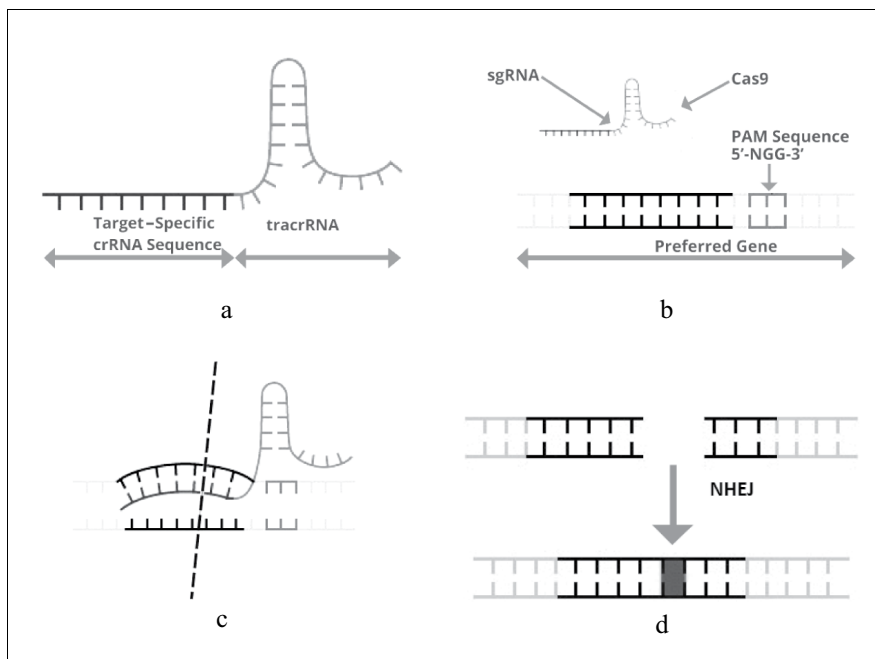 Target-Specific
crRNA Sequence
tracrRNA
a
sgRNA
Cas9
PAM Sequence
5'-NGG-3'
Preferred Gene
b
c
NHEJ
d